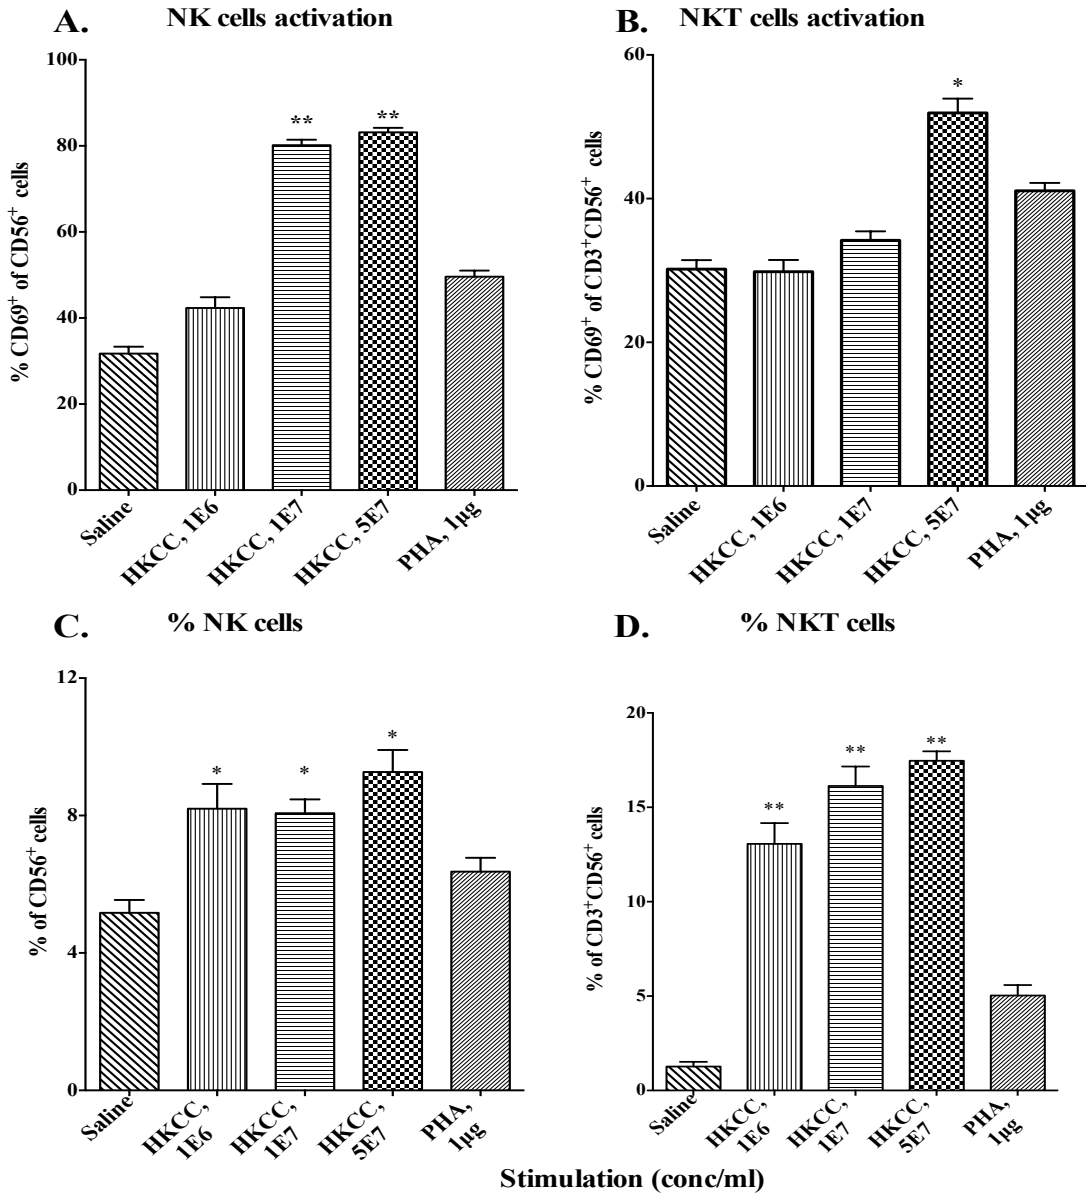 A. NK cells activation
% CD69+ of CD56+ cells
100
80
60
40
20
0
** **
Saline
HKCC, 1E6
HKCC, 1E7
HKCC, 5E7
PHA, 1µg
B. NKT cells activation
% CD69+ of CD3+CD56+ cells
60
40
20
0
*
Saline
HKCC, 1E6
HKCC, 1E7
HKCC, 5E7
PHA, 1µg
C. % NK cells
% of CD56+ cells
12
8
4
0
* * *
Saline
HKCC,
1E6
HKCC,
1E7
HKCC,
5E7
PHA,
1µg
D. % NKT cells
% of CD3+CD56+ cells
20
15
10
5
0
** ** **
Saline
HKCC,
1E6
HKCC,
1E7
HKCC,
5E7
PHA,
1µg
Stimulation (conc/ml)